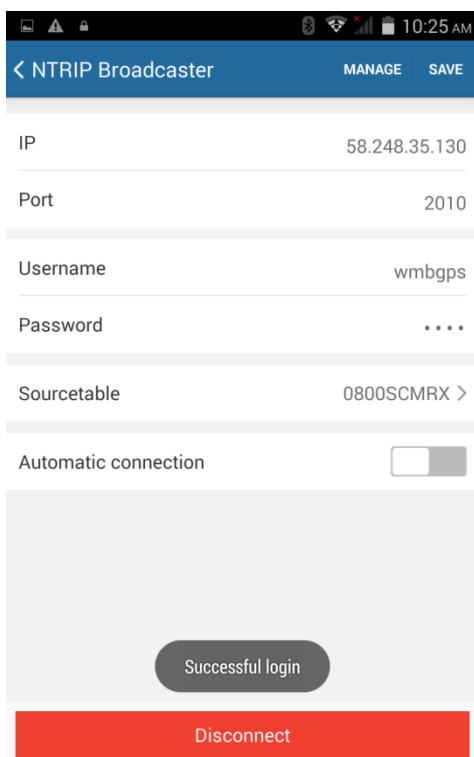 10:25 AM
NTRIP Broadcaster MANAGE SAVE
IP 58.248.35.130
Port 2010
Username wmbgps
Password ····
Sourcetable 0800SCMRX >
Automatic connection
Successful login
Disconnect